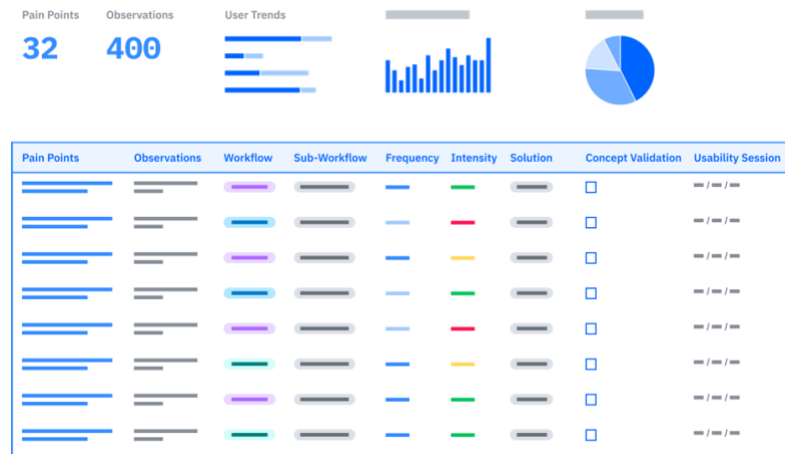 Pain Points
Observations
User Trends
32
400
Pain Points
Observations
Workflow
Sub-Workflow
Frequency
Intensity
Solution
Concept Validation
Usability Session